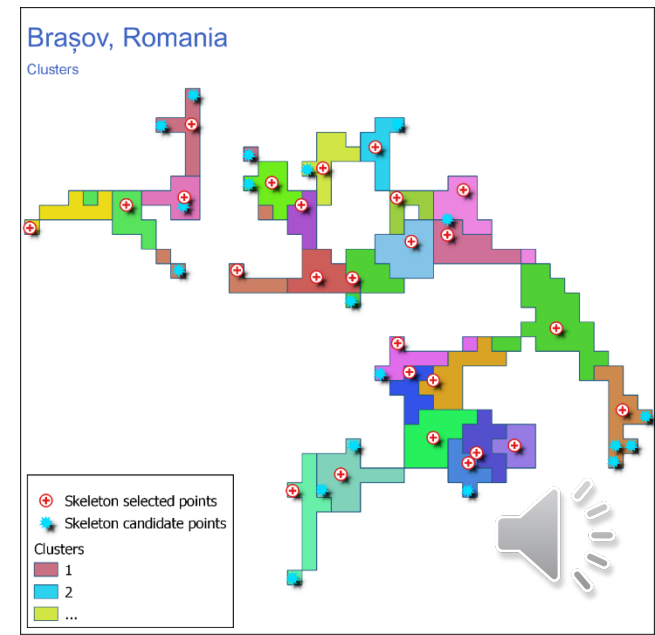 Brașov, Romania
Clusters
Skeleton selected points
Skeleton candidate points
Clusters
1
2
...